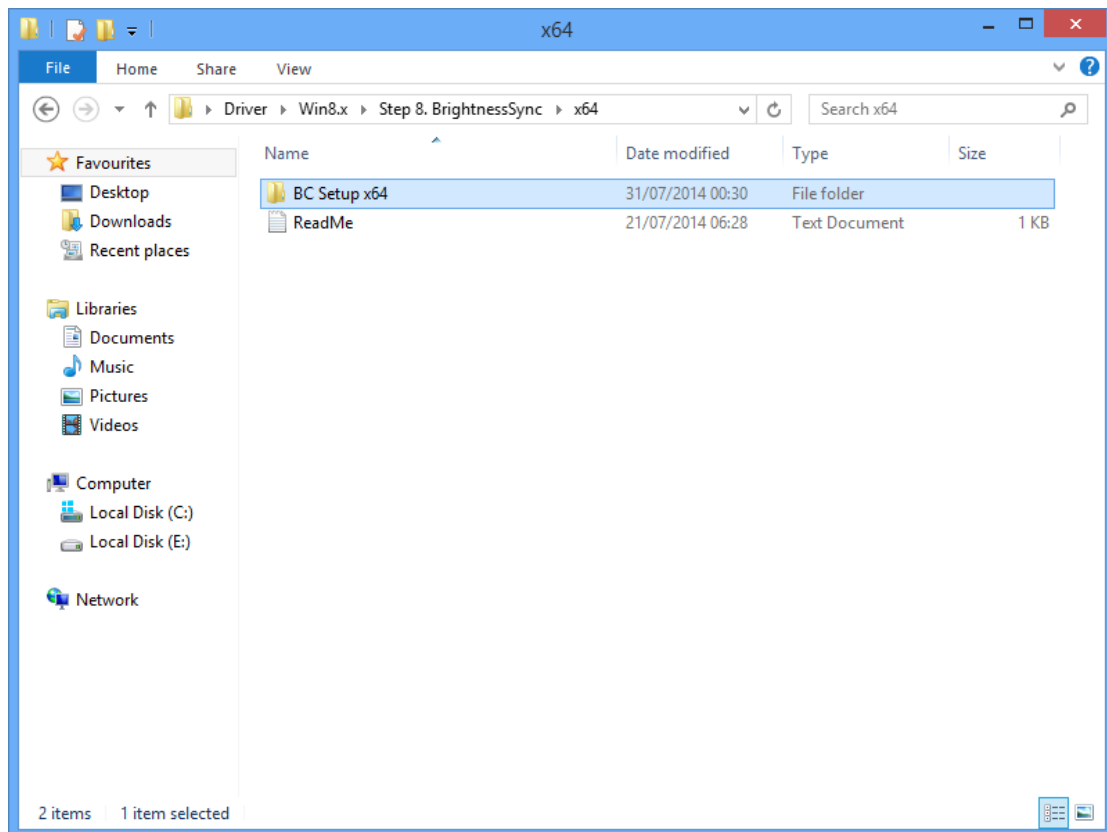 x64
File Home Share View
Driver Win8.x Step 8. BrightnessSync x64 Search x64
Name Date modified Type Size
Favourites
Desktop
Downloads
Recent places
Libraries
Documents
Music
Pictures
Videos
Computer
Local Disk (C:)
Local Disk (E:)
Network
BC Setup x64 31/07/2014 00:30 File folder
ReadMe 21/07/2014 06:28 Text Document 1 KB
2 items 1 item selected